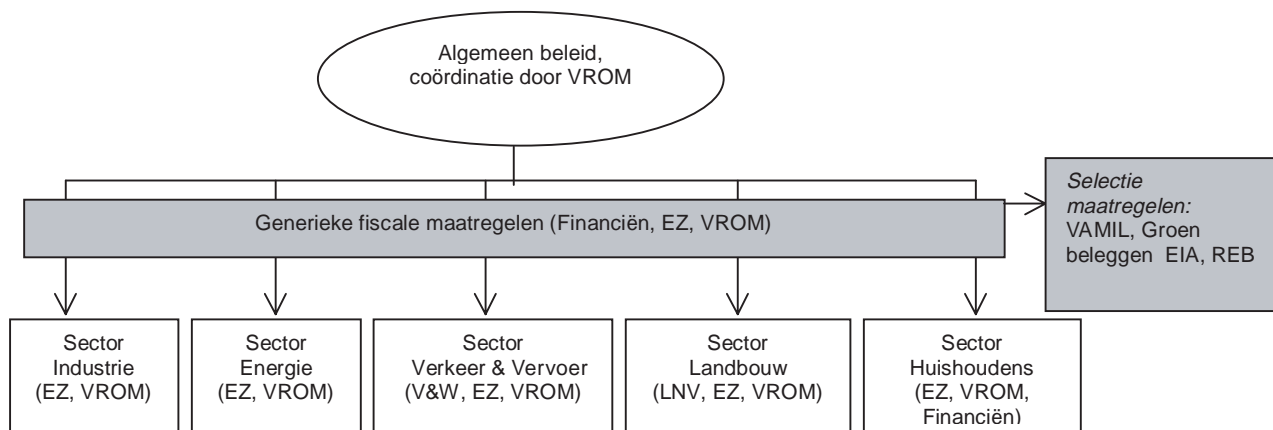 Algemeen beleid,
coördinatie door VROM
Generieke fiscale maatregelen (Financiën, EZ, VROM)
Selectie
maatregelen:
VAMIL, Groen
beleggen EIA, REB
Sector
Industrie
(EZ, VROM)
Sector
Energie
(EZ, VROM)
Sector
Verkeer & Vervoer
(V&W, EZ, VROM)
Sector
Landbouw
(LNV, EZ, VROM)
Sector
Huishoudens
(EZ, VROM,
Financiën)